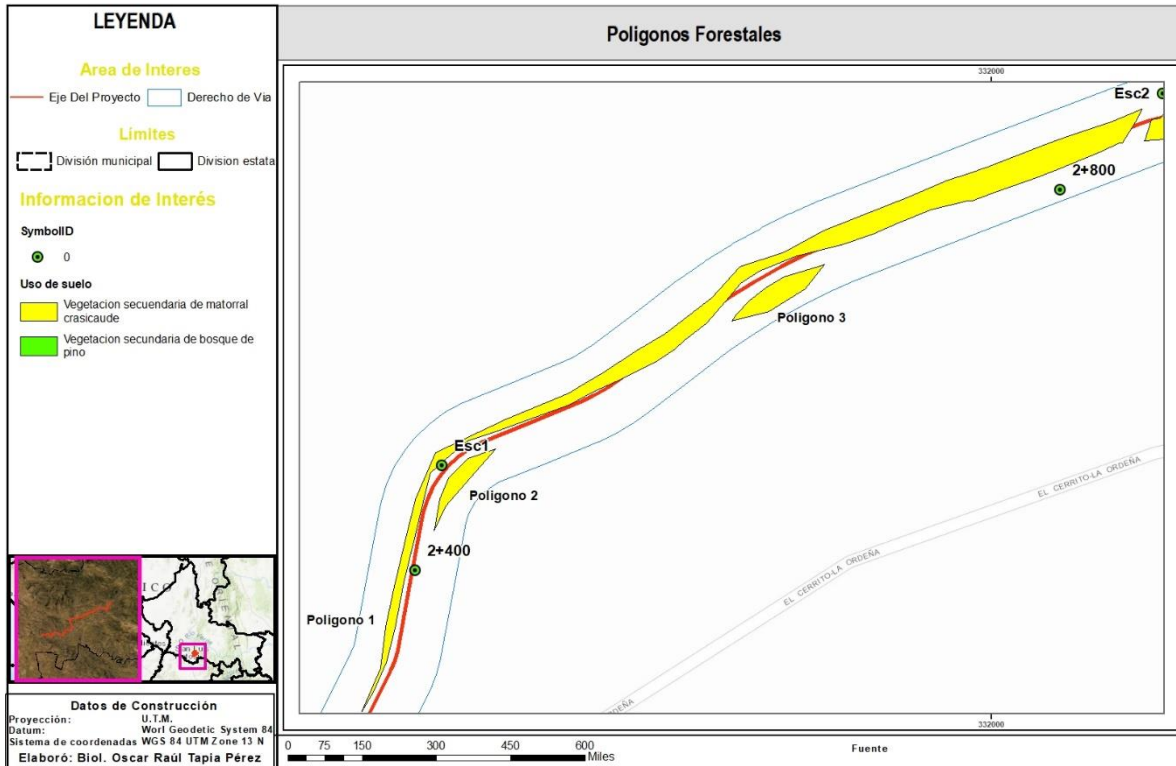 LEYENDA
Area de Interes
Eje Del Proyecto
Derecho de Via
Límites
División municipal
Division estata
Informacion de Interés
SymbolID
0
Uso de suelo
Vegetacion secuendaria de matorral
crasicaude
Vegetacion secundaria de bosque de
pino
Datos de Construcción
Proyección: U.T.M.
Datum: Worl Geodetic System 84
Sistema de coordenadas WGS 84 UTM Zone 13 N
Elaboró: Biol. Oscar Raúl Tapia Pérez
Poligonos Forestales
332000
Esc2
2+800
Poligono 3
Esc1
Poligono 2
EL CERRITO-LA ORDEÑA
2+400
EL CERRITO-LA ORDEÑA
Poligono 1
ORDEÑA
332000
0 75 150 300 450 600
Miles
Fuente